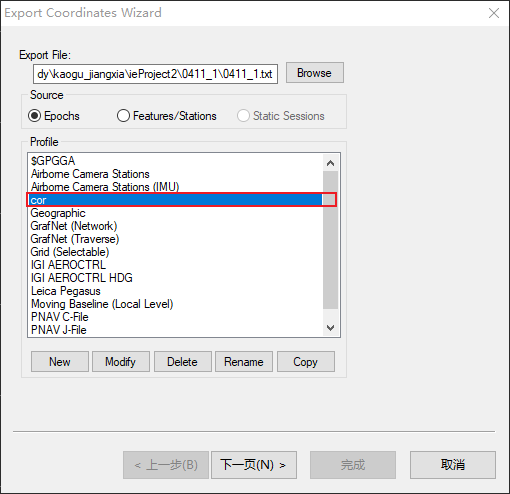 Export Coordinates Wizard
Export File:
dy\kaogu_jiangxia\ieProject2\0411_1\0411_1.txt
Browse
Source
Epochs
Features/Stations
Static Sessions
Profile
$GPGGA
Airborne Camera Stations
Airborne Camera Stations (IMU)
cor
Geographic
GrafNet (Network)
GrafNet (Traverse)
Grid (Selectable)
IGI AEROCTRL
IGI AEROCTRL HDG
Leica Pegasus
Moving Baseline (Local Level)
PNAV C-File
PNAV J-File
New
Modify
Delete
Rename
Copy
< 上一步(B)
下一页(N) >
完成
取消